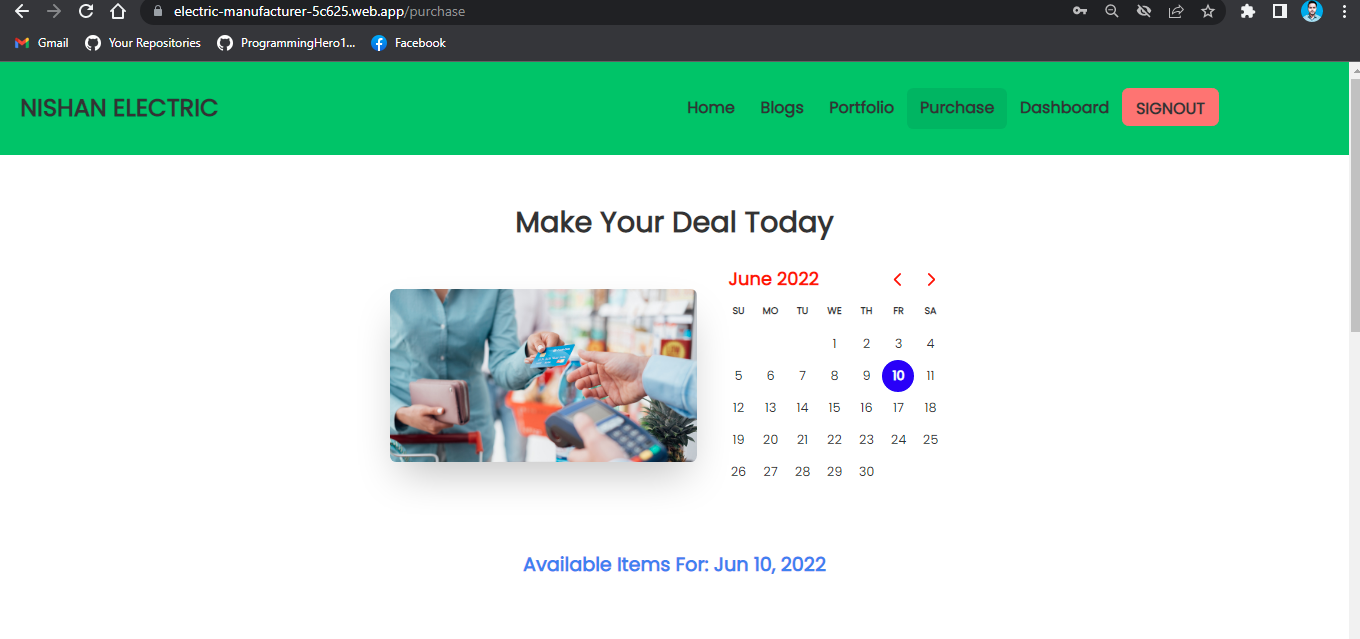 electric-manufacturer-5c625.web.app/purchase
Gmail Your Repositories ProgrammingHero1... Facebook
NISHAN ELECTRIC Home Blogs Portfolio Purchase Dashboard SIGNOUT
Make Your Deal Today
June 2022
SU MO TU WE TH FR SA
1 2 3 4
5 6 7 8 9 10 11
12 13 14 15 16 17 18
19 20 21 22 23 24 25
26 27 28 29 30
Available Items For: Jun 10, 2022